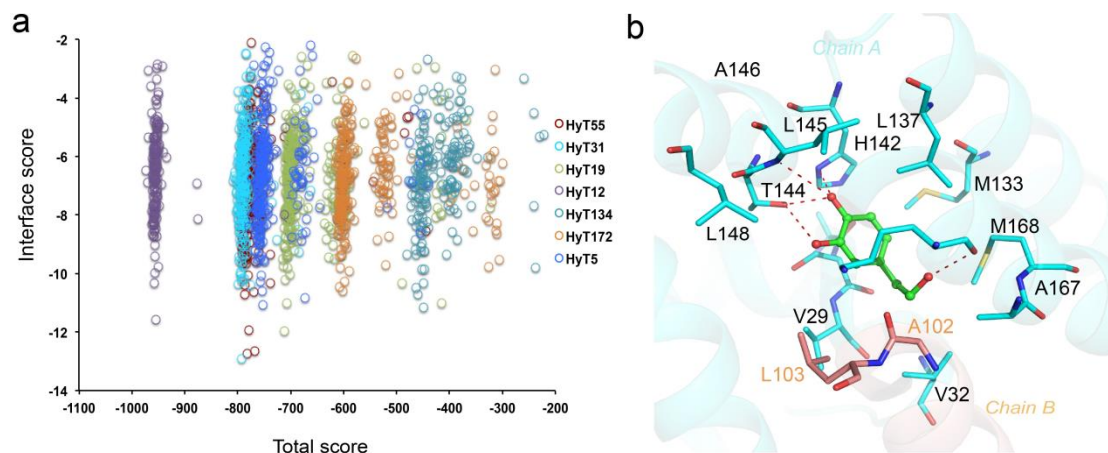 a
Interface score
-2
-4
-6
-8
-10
-12
-14
-1100 -1000 -900 -800 -700 -600 -500 -400 -300 -200
Total score
HyT55
HyT31
HyT19
HyT12
HyT134
HyT172
HyT5
b
Chain A
A146
L145
L137
H142
T144
M133
L148
M168
A167
V29
A102
L103
V32
Chain B